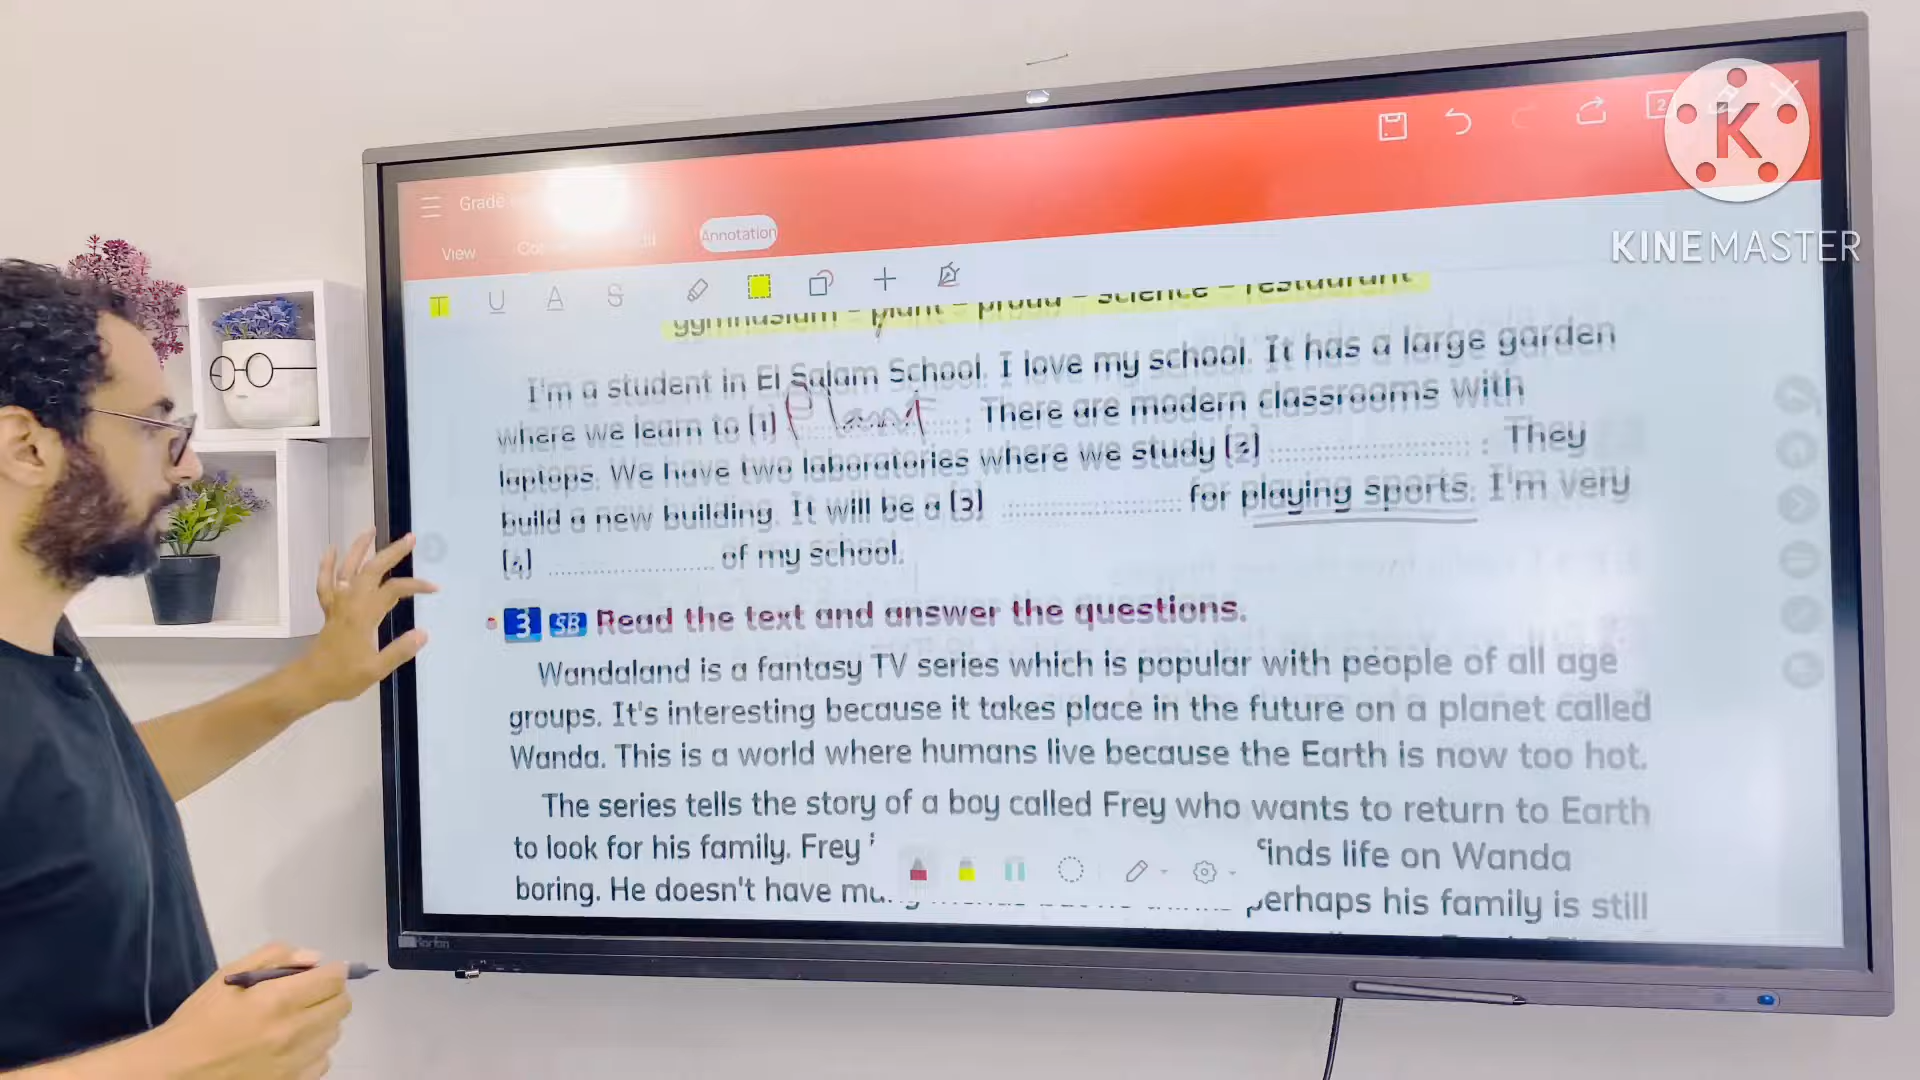 K
KINEMASTER
2
Grade
View
Annotation
T U A S
gymnasium - plant - proud - science - restaurant
I'm a student in El Salam School. I love my school. It has a large garden
where we learn to (1) Plant. There are modern classrooms with
laptops. We have two laboratories where we study (2) ............ . They
build a new building. It will be a (3) ............ for playing sports. I'm very
(4) ............ of my school.
3 SB Read the text and answer the questions.
Wandaland is a fantasy TV series which is popular with people of all age
groups. It's interesting because it takes place in the future on a planet called
Wanda. This is a world where humans live because the Earth is now too hot.
The series tells the story of a boy called Frey who wants to return to Earth
to look for his family. Frey finds life on Wanda
boring. He doesn't have perhaps his family is still